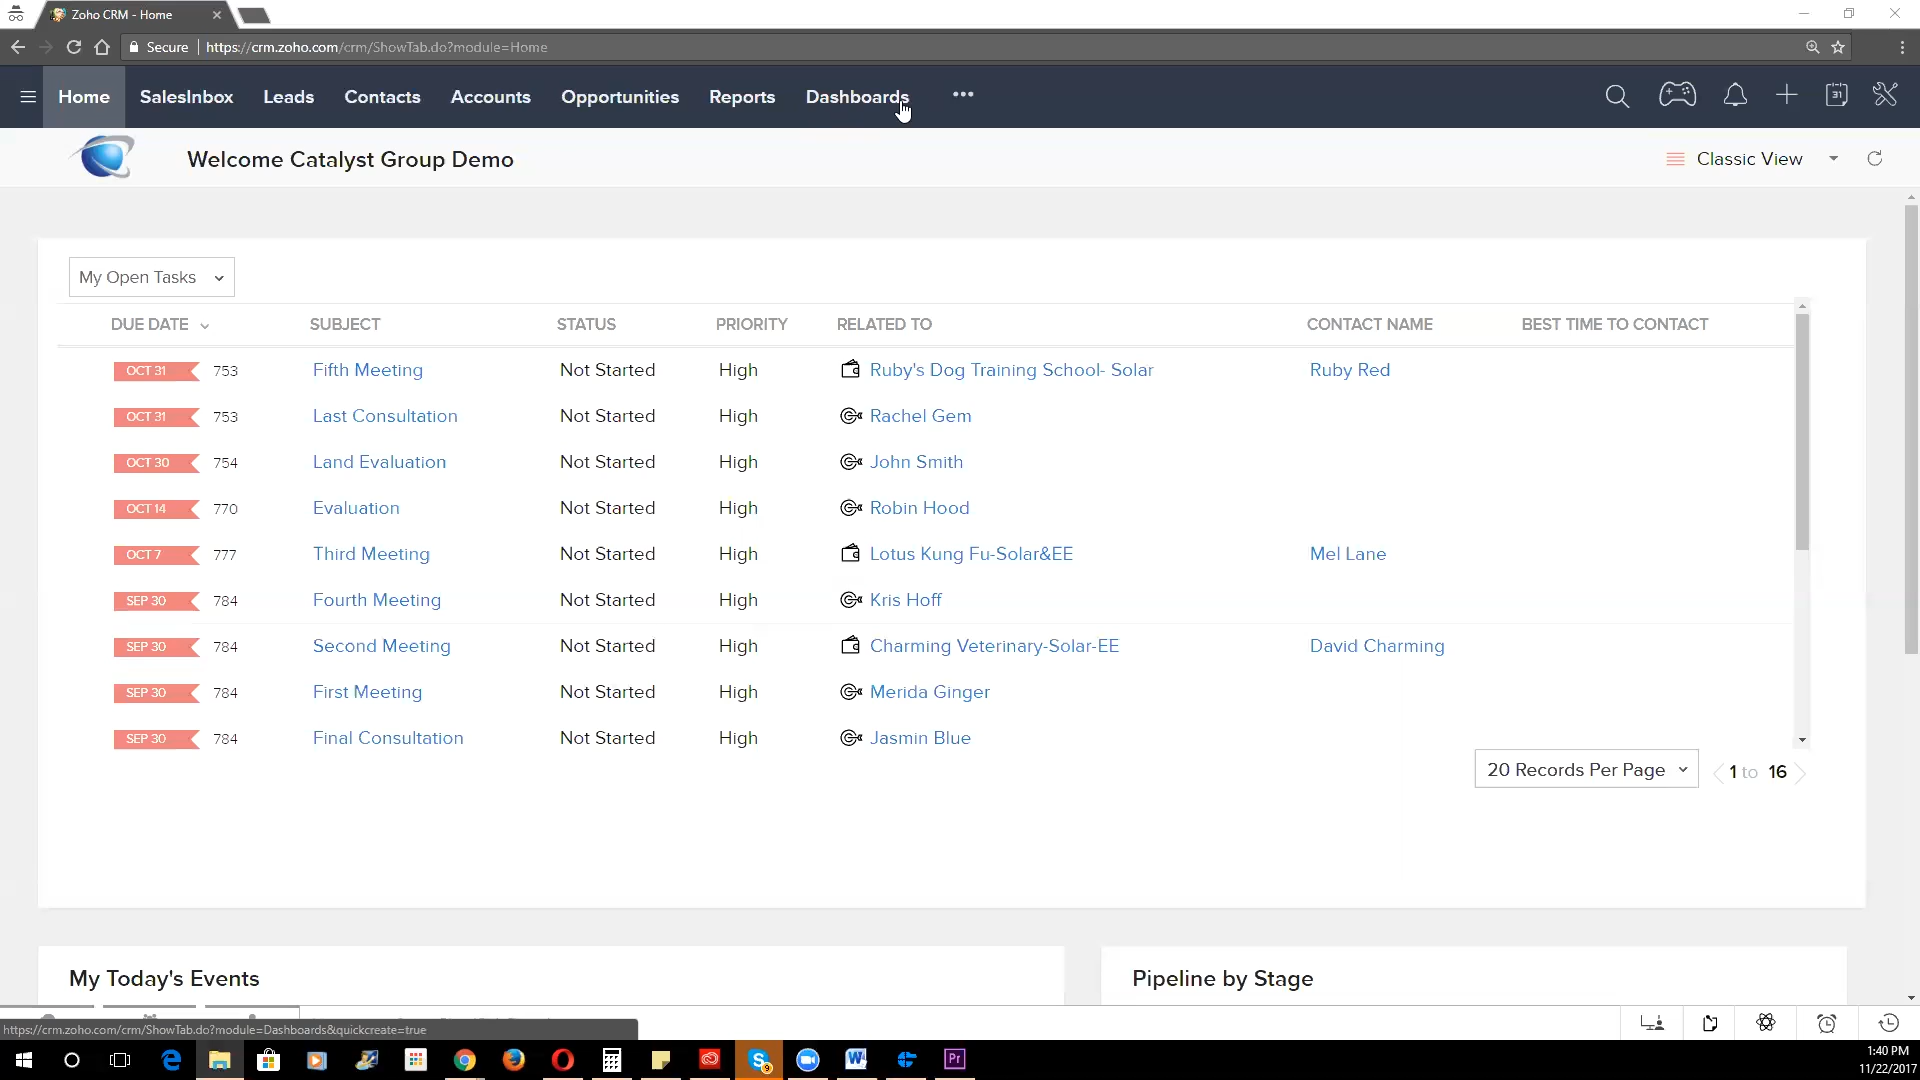 Zoho CRM - Home
Secure https://crm.zoho.com/crm/ShowTab.do?module=Home
Home SalesInbox Leads Contacts Accounts Opportunities Reports Dashboards ••• 31
Welcome Catalyst Group Demo Classic View
My Open Tasks
DUE DATE SUBJECT STATUS PRIORITY RELATED TO CONTACT NAME BEST TIME TO CONTACT
OCT 31 753 Fifth Meeting Not Started High Ruby's Dog Training School- Solar Ruby Red
OCT 31 753 Last Consultation Not Started High Rachel Gem
OCT 30 754 Land Evaluation Not Started High John Smith
OCT 14 770 Evaluation Not Started High Robin Hood
OCT 7 777 Third Meeting Not Started High Lotus Kung Fu-Solar&EE Mel Lane
SEP 30 784 Fourth Meeting Not Started High Kris Hoff
SEP 30 784 Second Meeting Not Started High Charming Veterinary-Solar-EE David Charming
SEP 30 784 First Meeting Not Started High Merida Ginger
SEP 30 784 Final Consultation Not Started High Jasmin Blue
20 Records Per Page 1 to 16
My Today's Events Pipeline by Stage
https://crm.zoho.com/crm/ShowTab.do?module=Dashboards&quickcreate=true
1:40 PM
11/22/2017